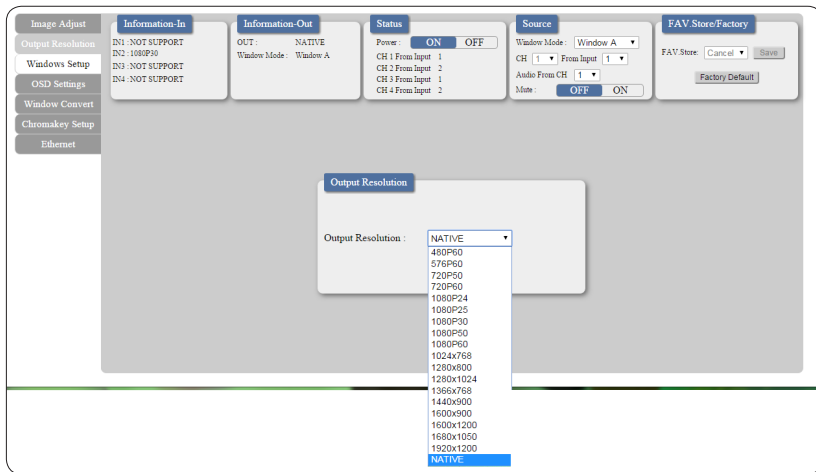 Image Adjust
Output Resolution
Windows Setup
OSD Settings
Window Convert
Chromakey Setup
Ethernet
Information-In
IN1 : NOT SUPPORT
IN2 : 1080P30
IN3 : NOT SUPPORT
IN4 : NOT SUPPORT
Information-Out
OUT : NATIVE
Window Mode : Window A
Status
Power : ON OFF
CH 1 From Input 1
CH 2 From Input 2
CH 3 From Input 1
CH 4 From Input 2
Source
Window Mode : Window A
CH 1 From Input 1
Audio From CH 1
Mute : OFF ON
FAV.Store/Factory
FAV.Store: Cancel Save
Factory Default
Output Resolution
Output Resolution : NATIVE
480P60
576P60
720P50
720P60
1080P24
1080P25
1080P30
1080P50
1080P60
1024x768
1280x800
1280x1024
1366x768
1440x900
1600x900
1600x1200
1680x1050
1920x1200
NATIVE